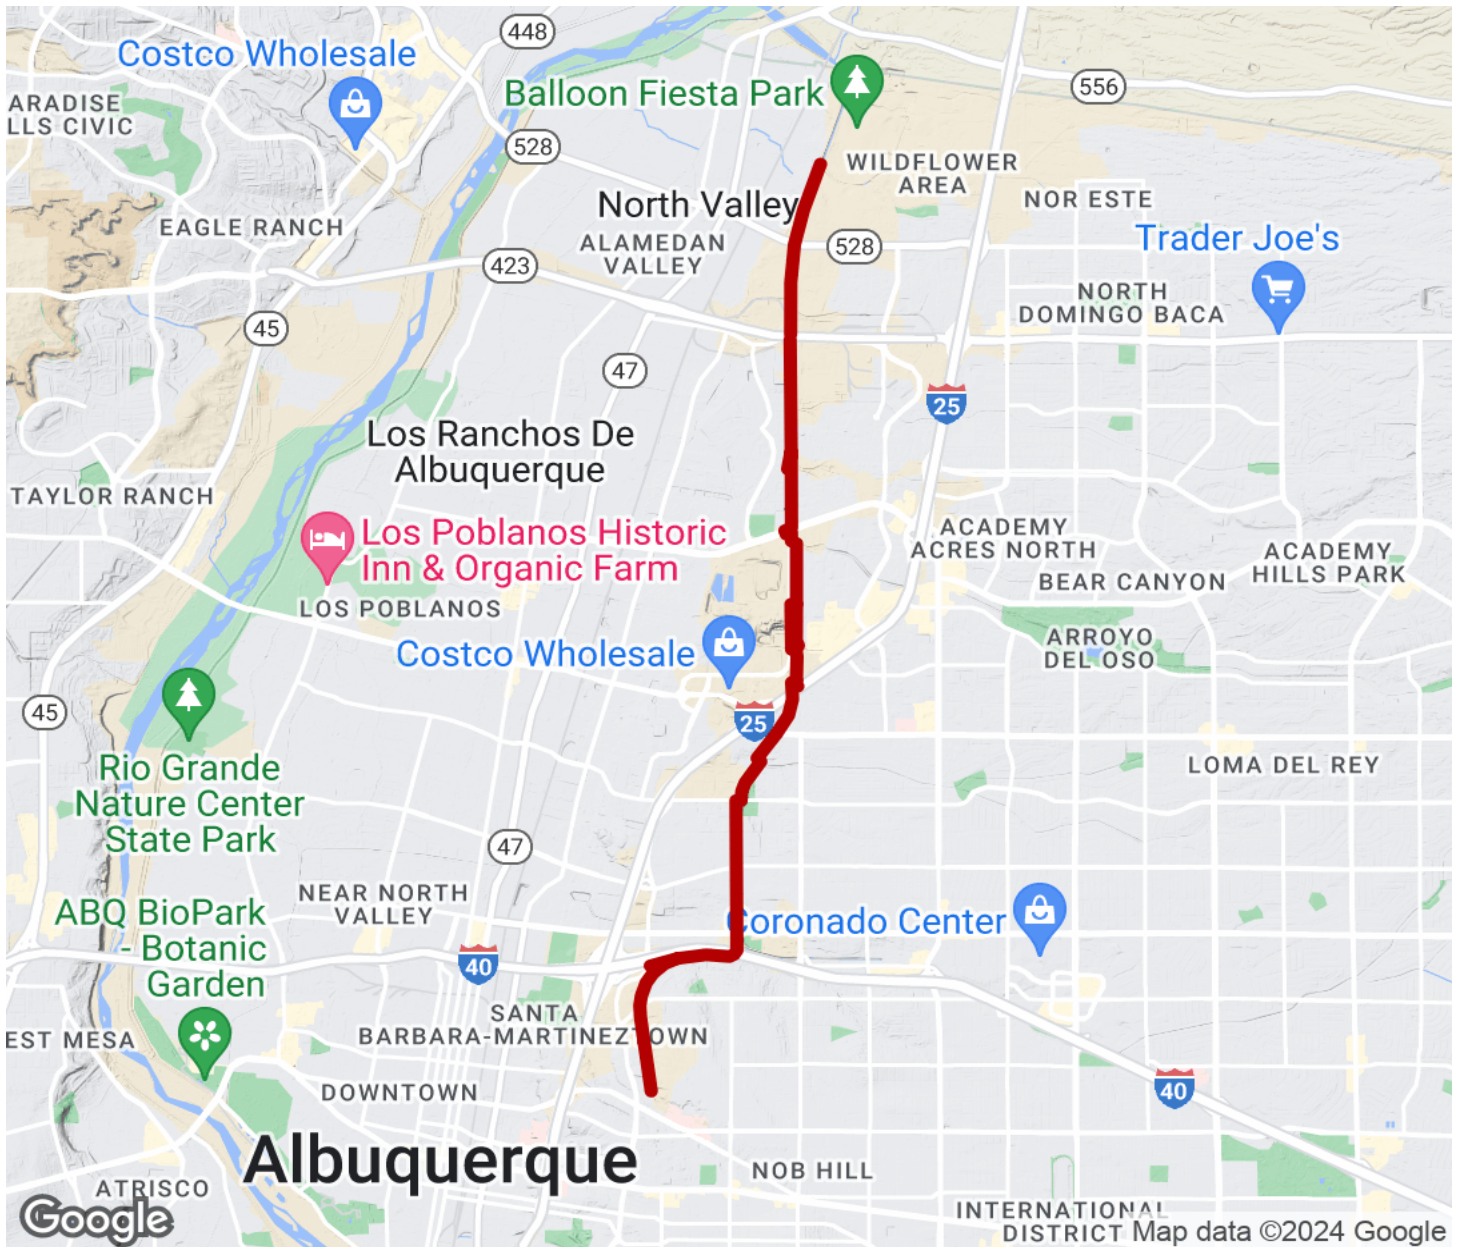 448
Costco Wholesale
Balloon Fiesta Park
556
ARADISE
LLS CIVIC
528
WILDFLOWER
AREA
NOR ESTE
North Valley
EAGLE RANCH
ALAMEDAN
VALLEY
528
Trader Joe's
423
NORTH
DOMINGO BACA
45
47
25
Los Ranchos De
Albuquerque
TAYLOR RANCH
Los Poblanos Historic
Inn & Organic Farm
ACADEMY
ACRES NORTH
ACADEMY
HILLS PARK
BEAR CANYON
LOS POBLANOS
Costco Wholesale
ARROYO
DEL OSO
45
25
Rio Grande
Nature Center
State Park
LOMA DEL REY
47
NEAR NORTH
VALLEY
ABQ BioPark
- Botanic
Garden
Coronado Center
40
SANTA
BARBARA-MARTINEZTOWN
EST MESA
DOWNTOWN
40
Albuquerque
NOB HILL
ATRISCO
INTERNATIONAL
DISTRICT
Google
Map data ©2024 Google